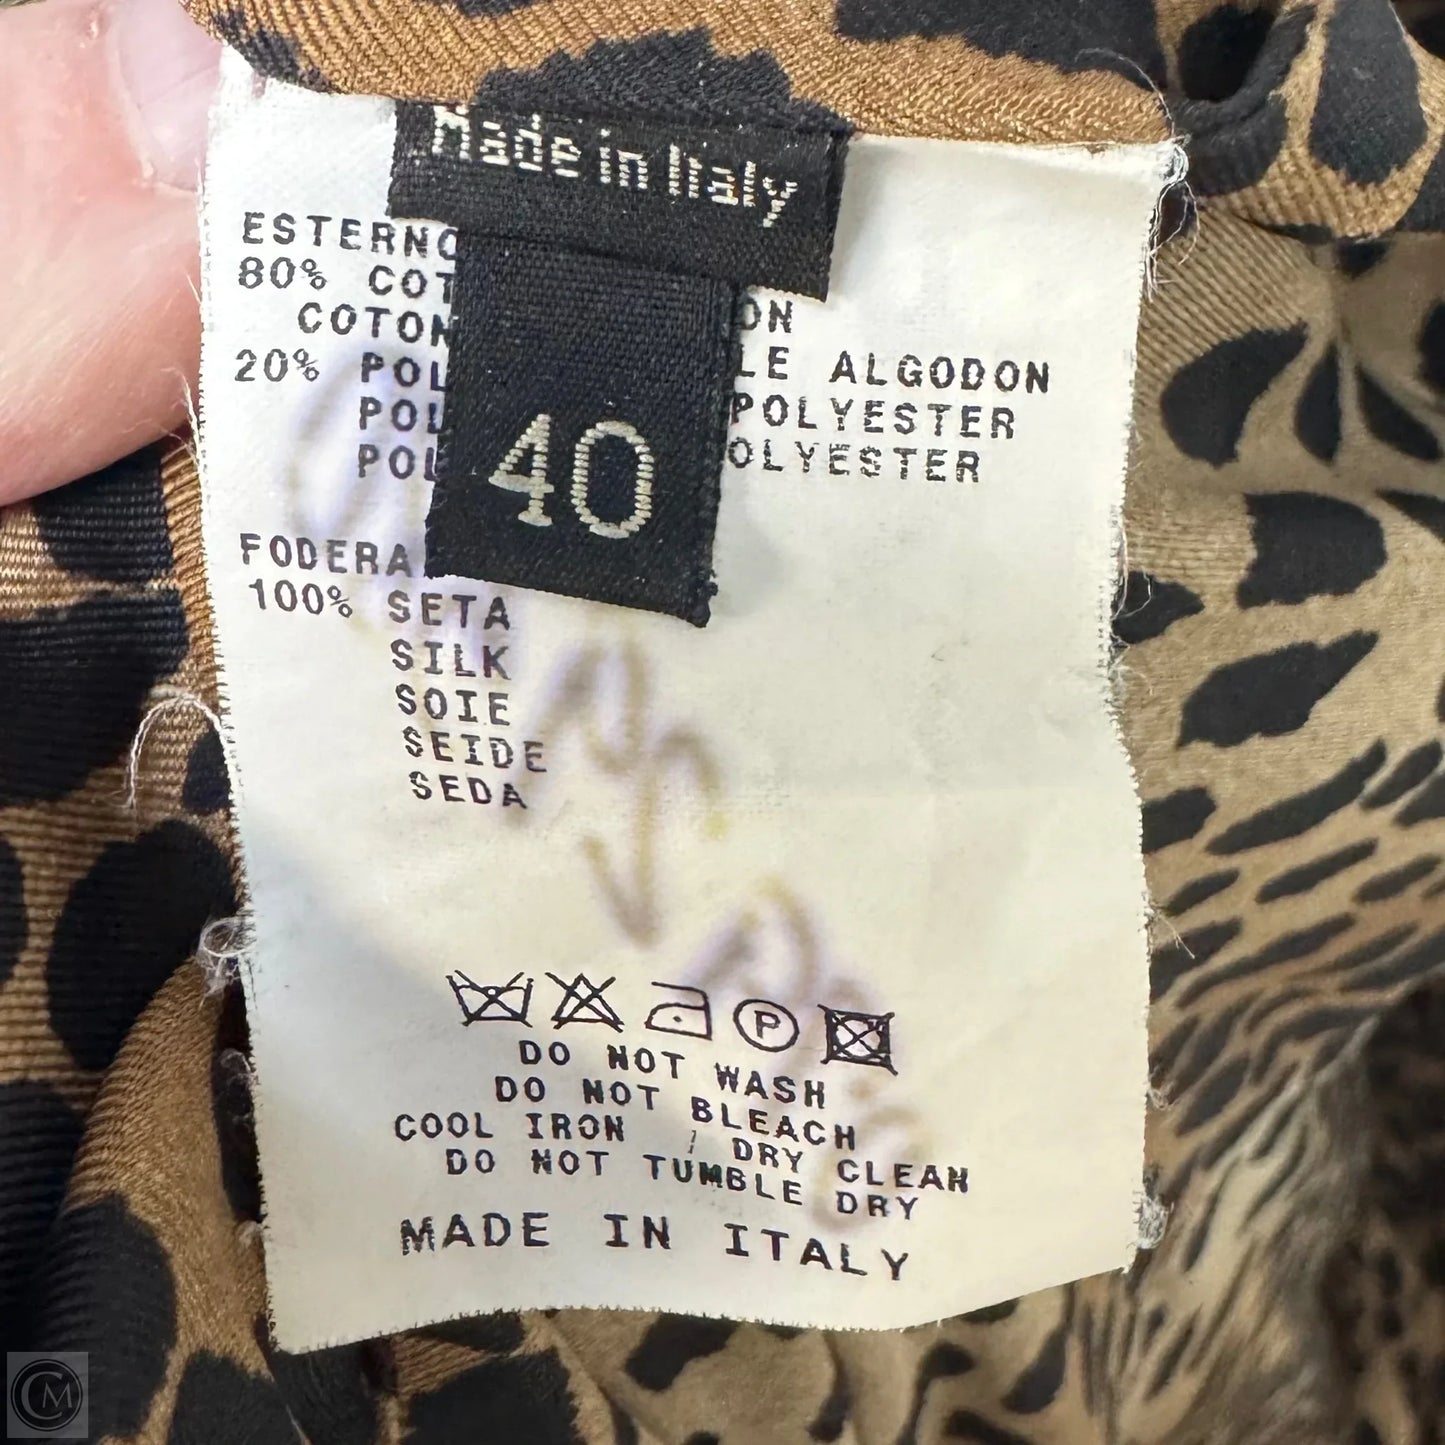 Made in Italy
40
ESTERNO
80% COT ON
COTON LE ALGODON
20% POL POLYESTER
POL OLYESTER
POL
FODERA
100% SETA
SILK
SOIE
SEIDE
SEDA
P
DO NOT WASH
DO NOT BLEACH
COOL IRON / DRY CLEAN
DO NOT TUMBLE DRY
MADE IN ITALY
CM